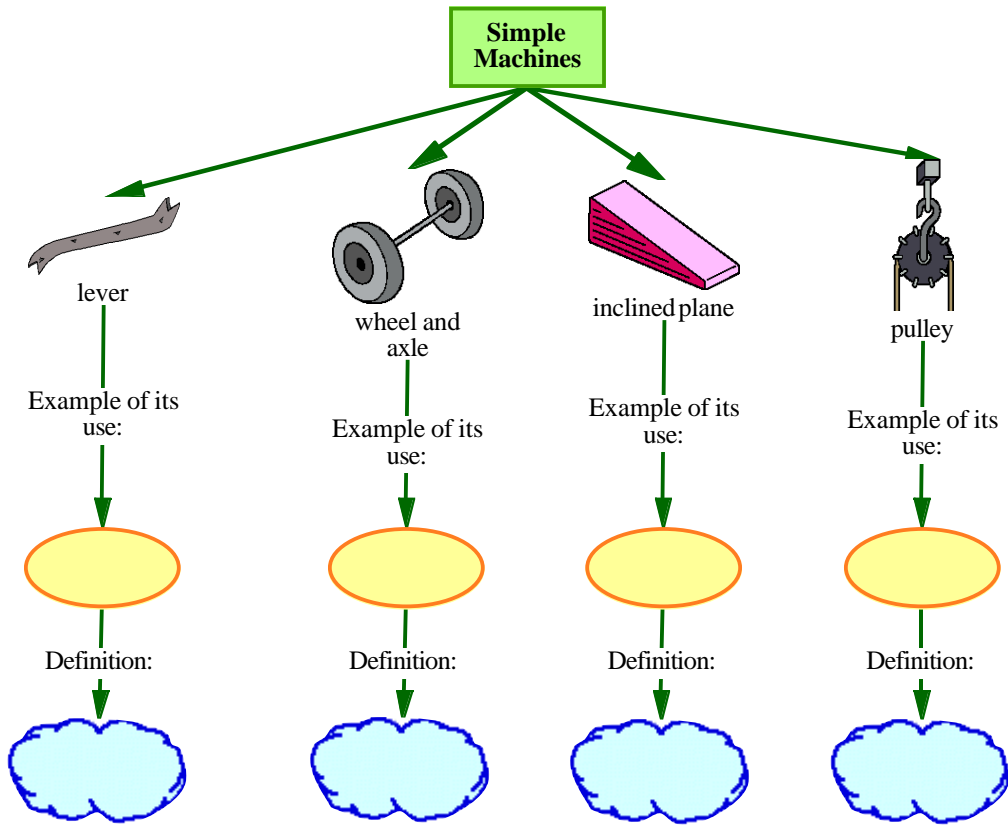 Simple
Machines
lever
wheel and
axle
inclined plane
pulley
Example of its
use:
Example of its
use:
Example of its
use:
Example of its
use:
Definition:
Definition:
Definition:
Definition: